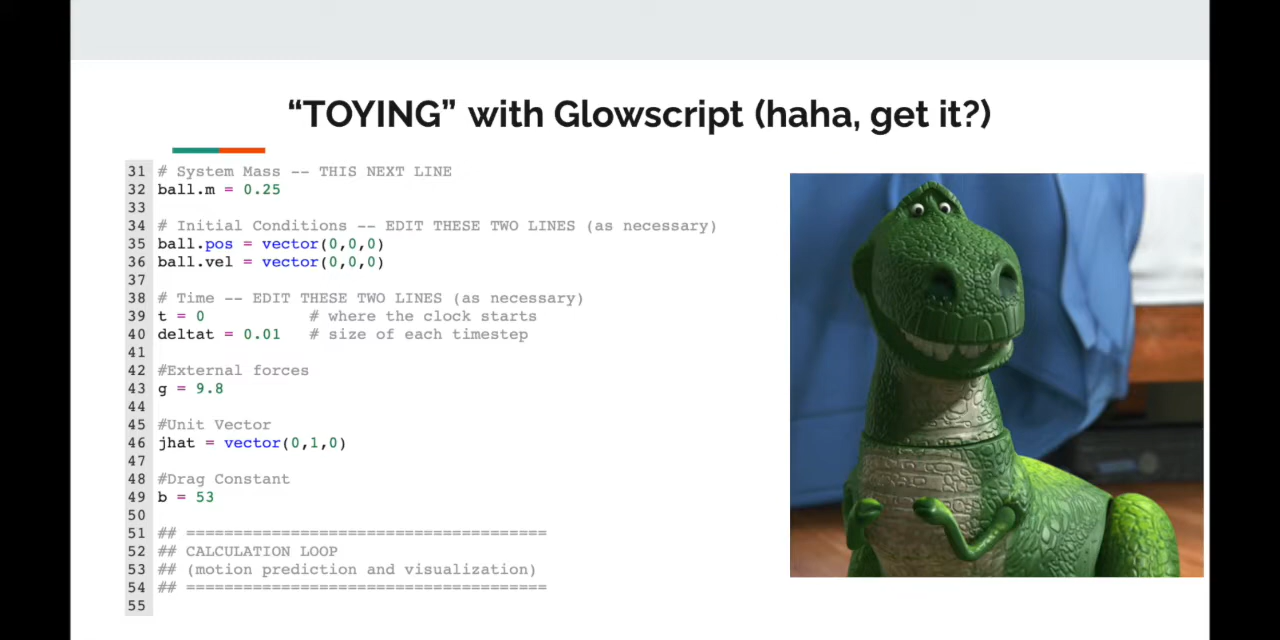 “TOYING” with Glowscript (haha, get it?)
31 # System Mass -- THIS NEXT LINE
32 ball.m = 0.25
33
34 # Initial Conditions -- EDIT THESE TWO LINES (as necessary)
35 ball.pos = vector(0,0,0)
36 ball.vel = vector(0,0,0)
37
38 # Time -- EDIT THESE TWO LINES (as necessary)
39 t = 0           # where the clock starts
40 deltat = 0.01   # size of each timestep
41
42 #External forces
43 g = 9.8
44
45 #Unit Vector
46 jhat = vector(0,1,0)
47
48 #Drag Constant
49 b = 53
50
51 ## ======================================
52 ## CALCULATION LOOP
53 ## (motion prediction and visualization)
54 ## ======================================
55